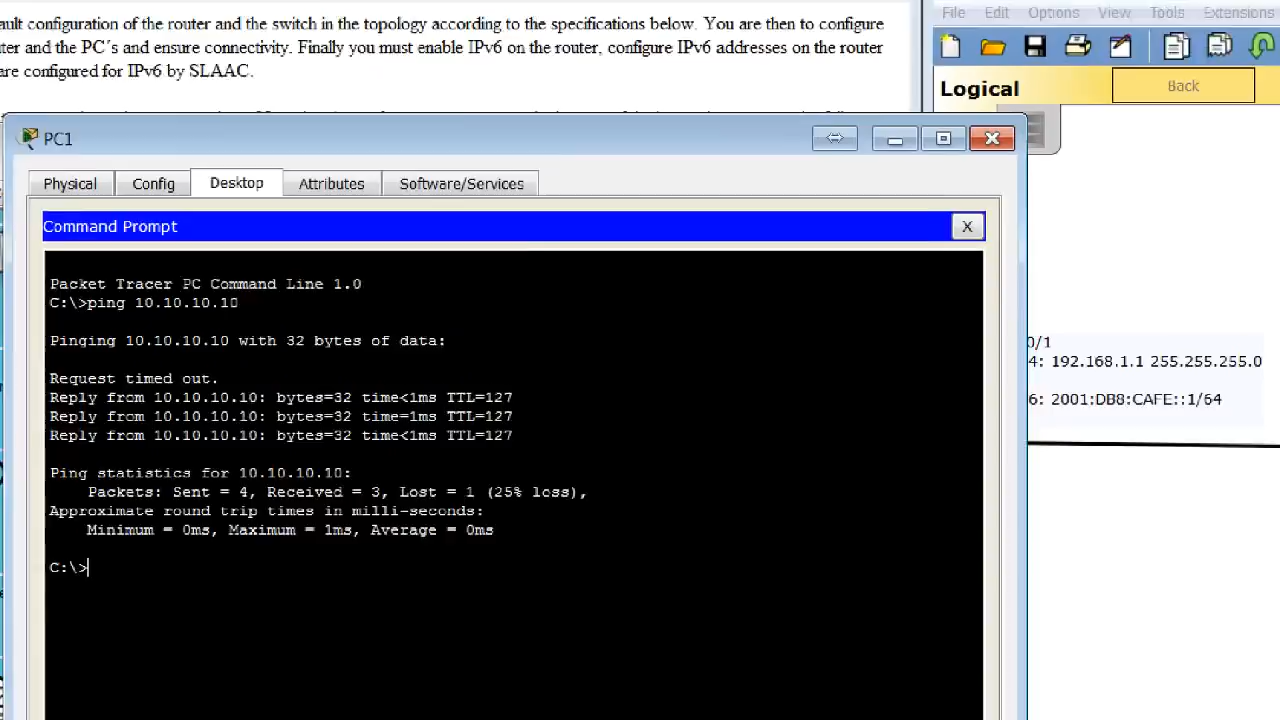 ault configuration of the router and the switch in the topology according to the specifications below. You are then to configure
ter and the PC´s and ensure connectivity. Finally you must enable IPv6 on the router, configure IPv6 addresses on the router
are configured for IPv6 by SLAAC.
File Edit Options View Tools Extensions
Logical
Back
PC1
Physical Config Desktop Attributes Software/Services
Command Prompt
X
Packet Tracer PC Command Line 1.0
C:\>ping 10.10.10.10
Pinging 10.10.10.10 with 32 bytes of data:
Request timed out.
Reply from 10.10.10.10: bytes=32 time<1ms TTL=127
Reply from 10.10.10.10: bytes=32 time=1ms TTL=127
Reply from 10.10.10.10: bytes=32 time<1ms TTL=127
Ping statistics for 10.10.10.10:
Packets: Sent = 4, Received = 3, Lost = 1 (25% loss),
Approximate round trip times in milli-seconds:
Minimum = 0ms, Maximum = 1ms, Average = 0ms
C:\>
0/1
4: 192.168.1.1 255.255.255.0
6: 2001:DB8:CAFE::1/64